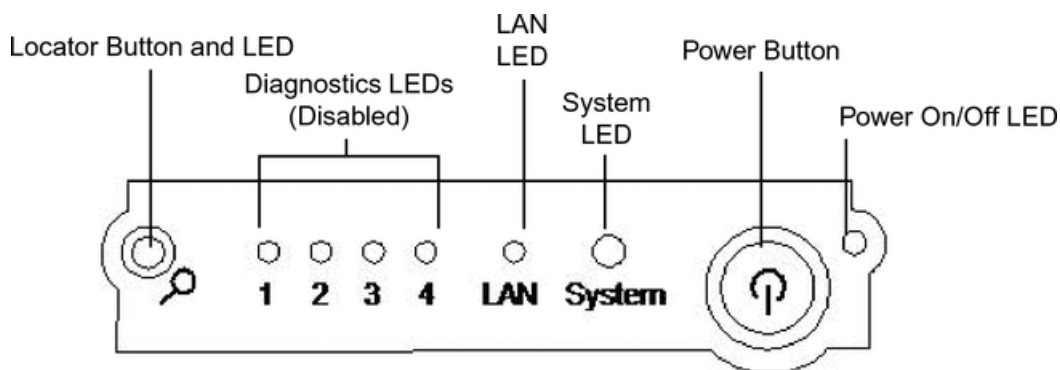 Locator Button and LED
Diagnostics LEDs
(Disabled)
LAN
LED
System
LED
Power Button
Power On/Off LED
1 2 3 4 LAN System